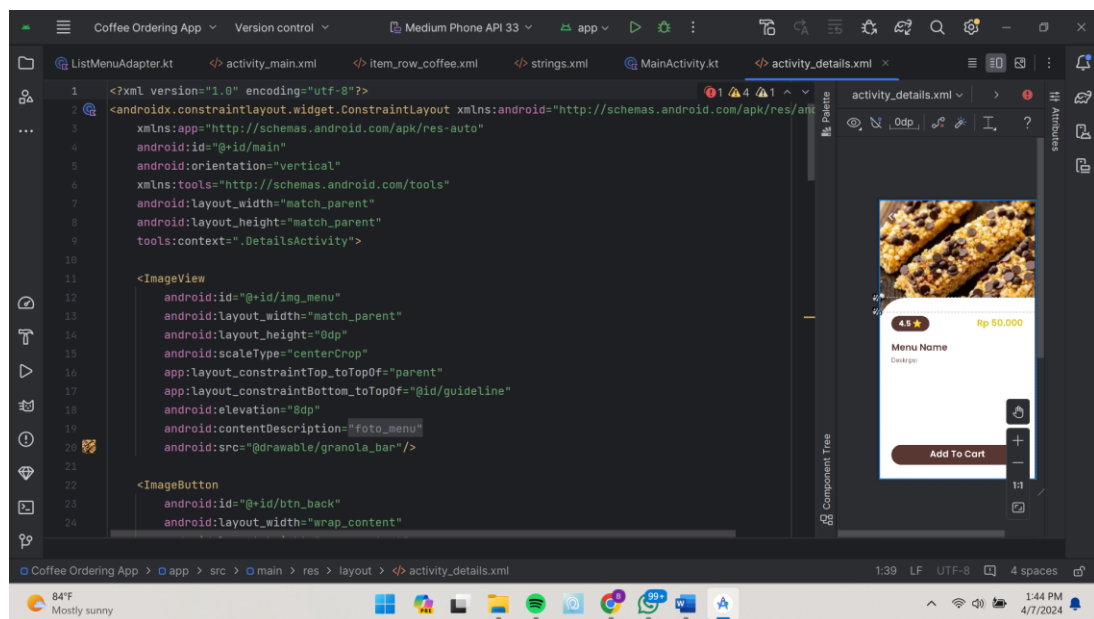 Coffee Ordering App Version control Medium Phone API 33 app
ListMenuAdapter.kt activity_main.xml item_row_coffee.xml strings.xml MainActivity.kt activity_details.xml
1 <?xml version="1.0" encoding="utf-8"?>
2 <androidx.constraintlayout.widget.ConstraintLayout xmlns:android="http://schemas.android.com/apk/res/and
3 xmlns:app="http://schemas.android.com/apk/res-auto"
4 android:id="@+id/main"
5 android:orientation="vertical"
6 xmlns:tools="http://schemas.android.com/tools"
7 android:layout_width="match_parent"
8 android:layout_height="match_parent"
9 tools:context=".DetailsActivity">
10
11 <ImageView
12 android:id="@+id/img_menu"
13 android:layout_width="match_parent"
14 android:layout_height="0dp"
15 android:scaleType="centerCrop"
16 app:layout_constraintTop_toTopOf="parent"
17 app:layout_constraintBottom_toTopOf="@id/guideline"
18 android:elevation="8dp"
19 android:contentDescription="foto_menu"
20 android:src="@drawable/granola_bar"/>
21
22 <ImageButton
23 android:id="@+id/btn_back"
24 android:layout_width="wrap_content"
1 4 1
Palette
Component Tree
activity_details.xml
0dp
?
Attributes
4.5
Rp 50.000
Menu Name
Deskripsi
Add To Cart
1:1
Coffee Ordering App > app > src > main > res > layout > activity_details.xml
1:39 LF UTF-8 4 spaces
84°F
Mostly sunny
99+
1:44 PM
4/7/2024